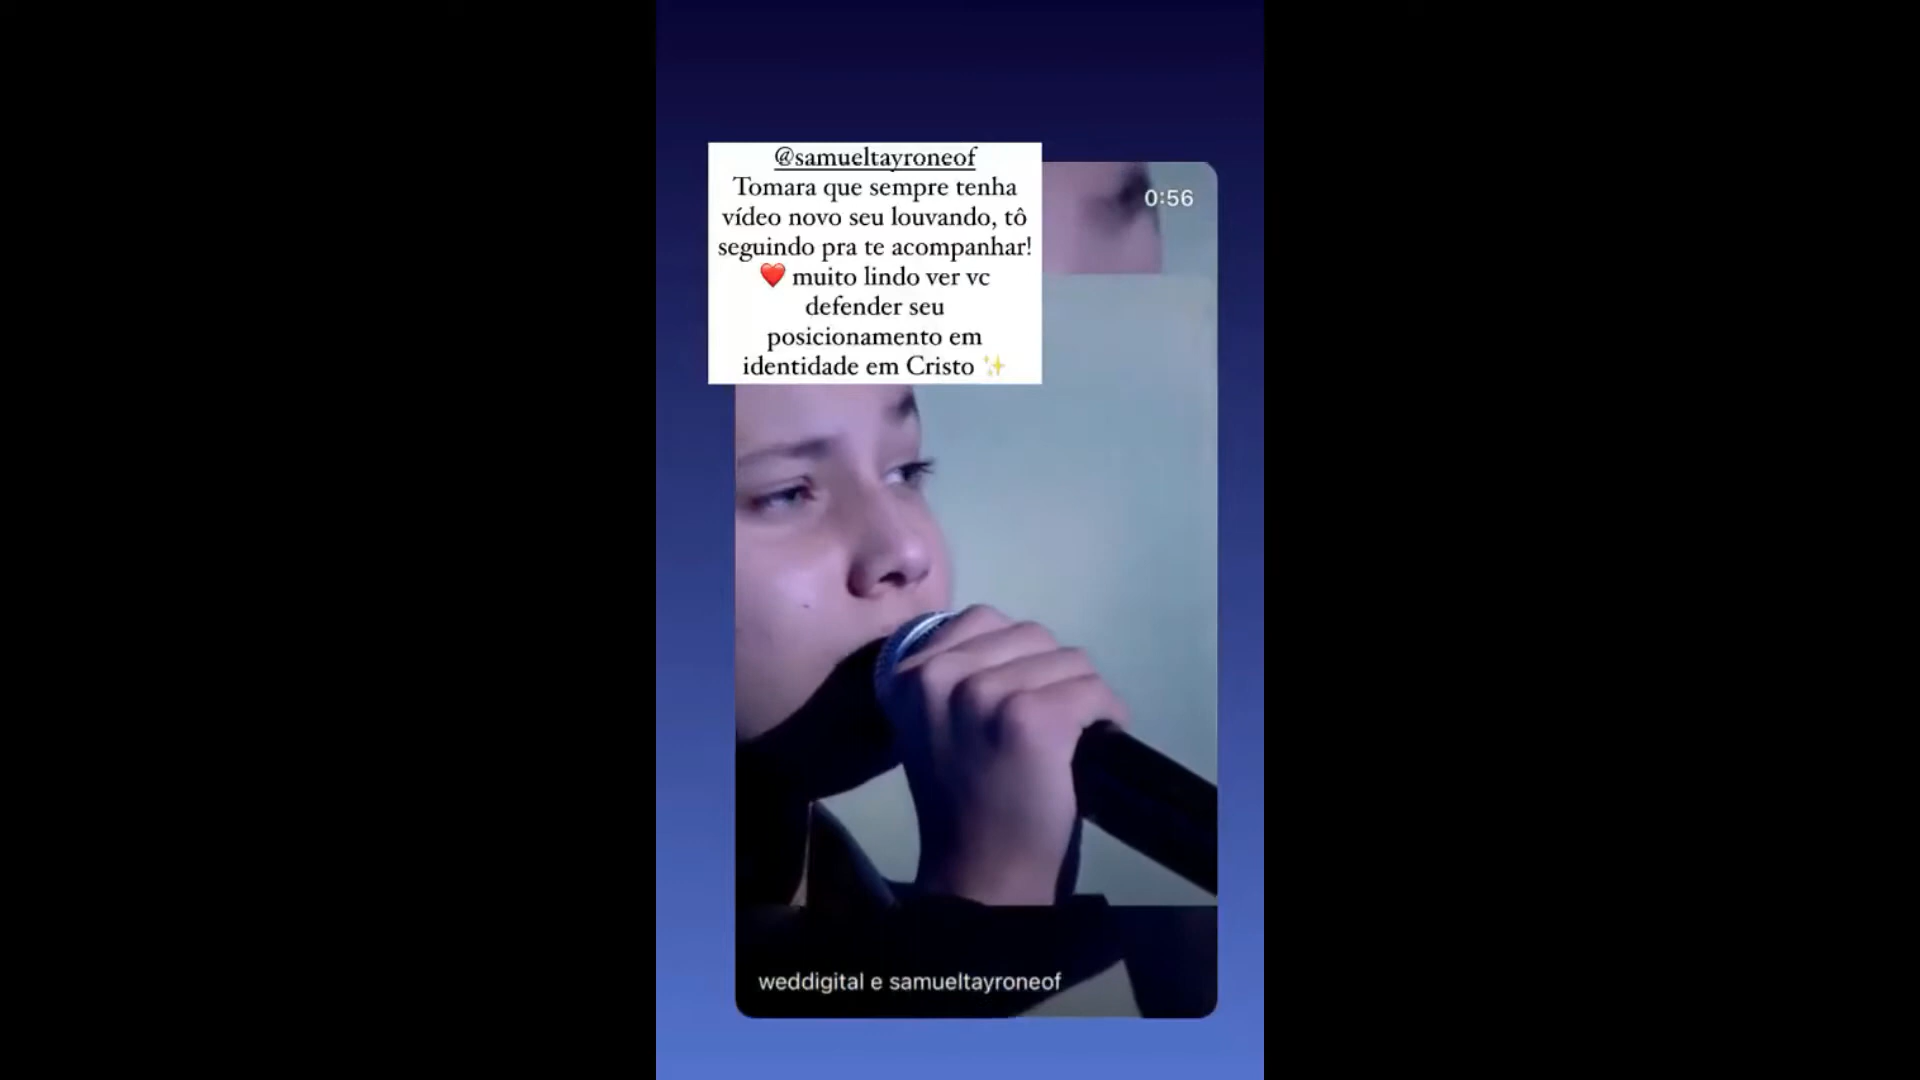 @samueltayroneof
Tomara que sempre tenha
vídeo novo seu louvando, tô
seguindo pra te acompanhar!
❤️ muito lindo ver vc
defender seu
posicionamento em
identidade em Cristo ✨
0:56
weddigital e samueltayroneof